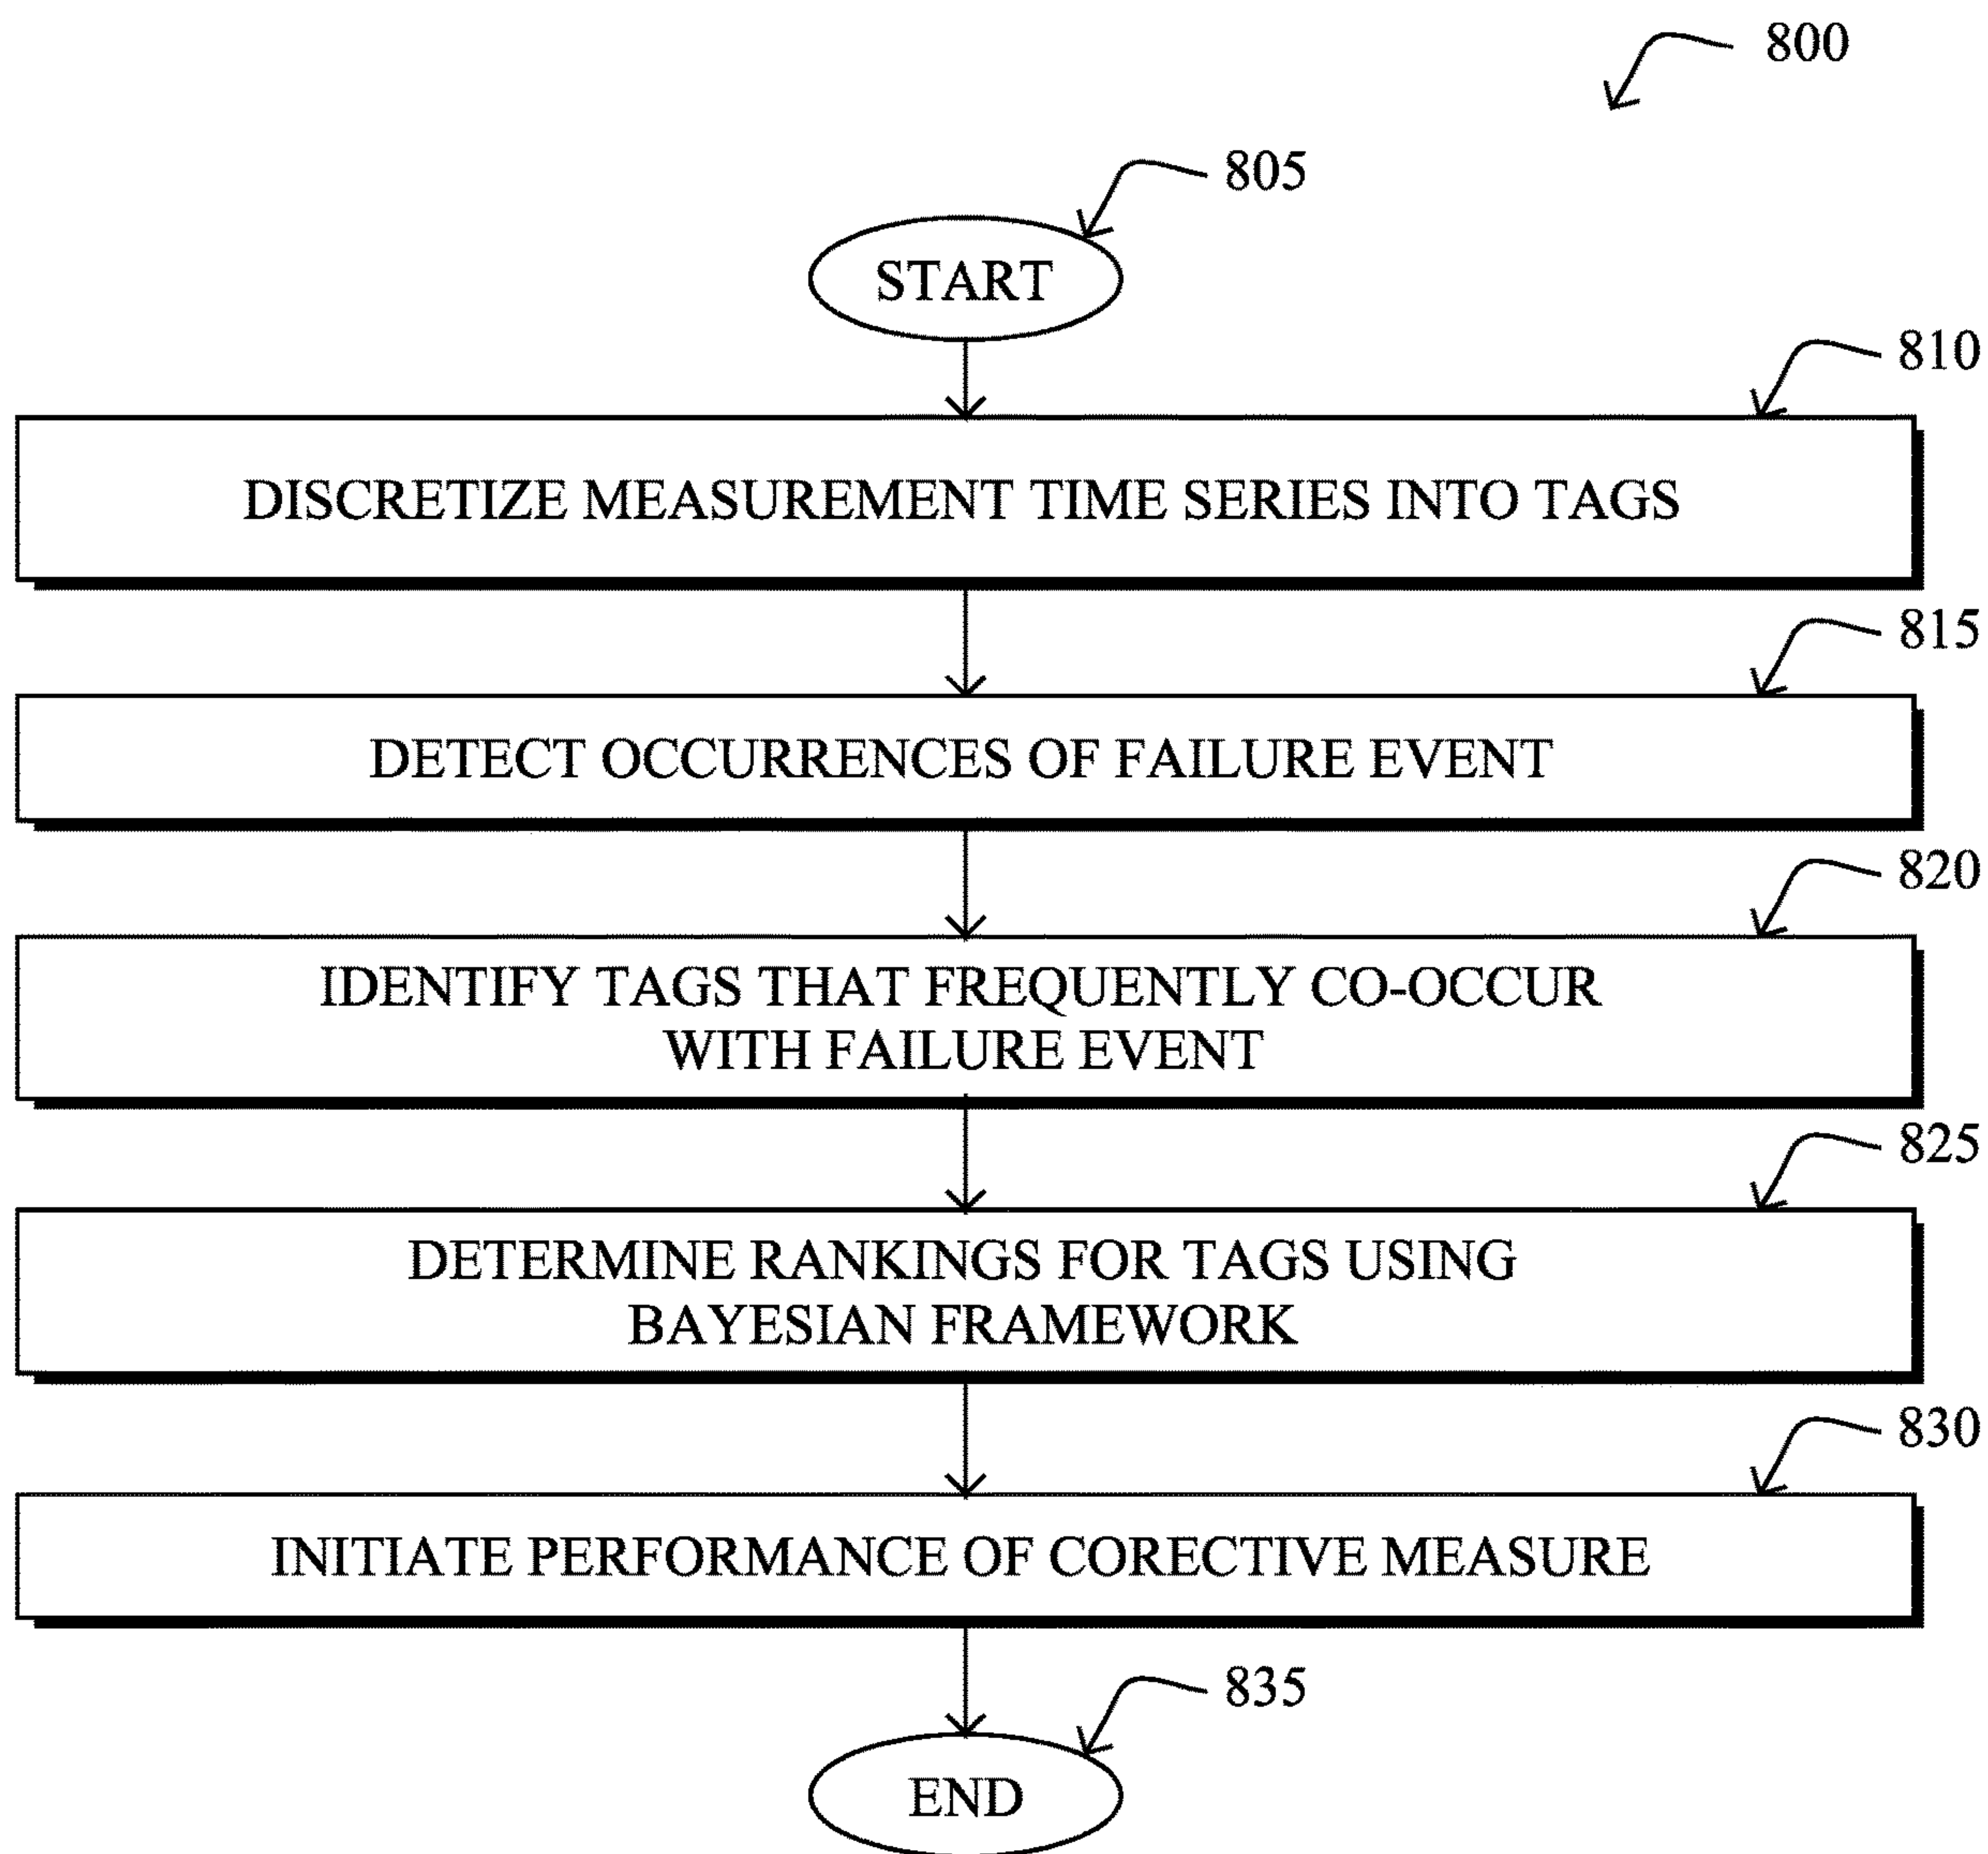 800
805
START
810
DISCRETIZE MEASUREMENT TIME SERIES INTO TAGS
815
DETECT OCCURRENCES OF FAILURE EVENT
820
IDENTIFY TAGS THAT FREQUENTLY CO-OCCUR
WITH FAILURE EVENT
825
DETERMINE RANKINGS FOR TAGS USING
BAYESIAN FRAMEWORK
830
INITIATE PERFORMANCE OF CORECTIVE MEASURE
835
END